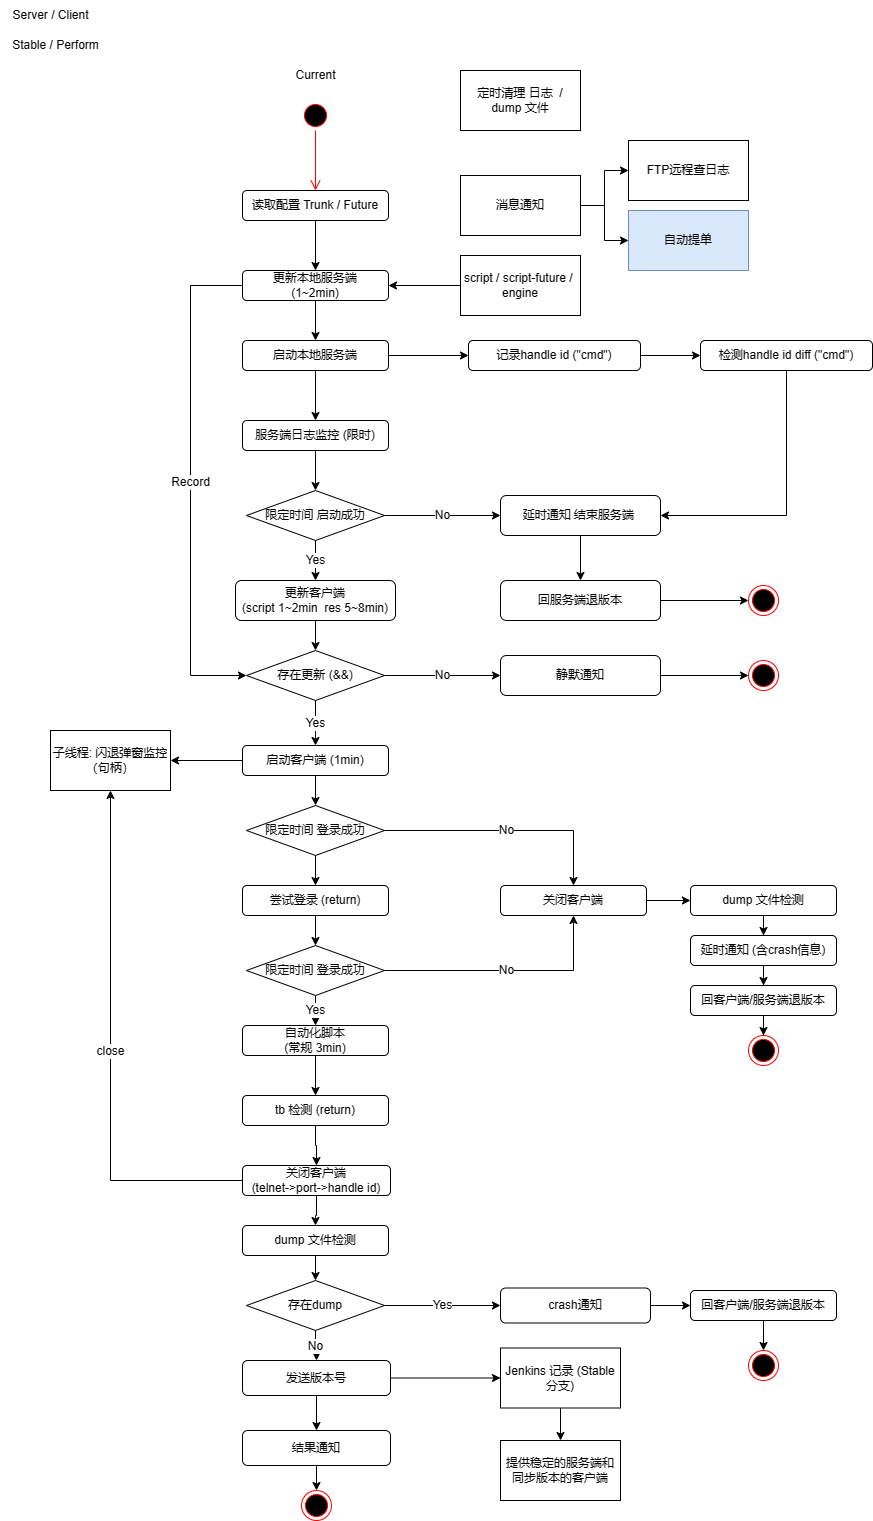 Server / Client
Stable / Perform
Current
定时清理 日志 /
dump 文件
FTP远程查日志
消息通知
自动提单
读取配置 Trunk / Future
script / script-future /
engine
更新本地服务端
(1~2min)
启动本地服务端
记录handle id ("cmd")
检测handle id diff ("cmd")
服务端日志监控 (限时)
Record
限定时间 启动成功
No
延时通知 结束服务端
Yes
更新客户端
(script 1~2min  res 5~8min)
回服务端退版本
存在更新 (&&)
No
静默通知
Yes
子线程: 闪退弹窗监控
（句柄）
启动客户端 (1min)
限定时间 登录成功
No
尝试登录 (return)
关闭客户端
dump 文件检测
延时通知 (含crash信息)
限定时间 登录成功
No
回客户端/服务端退版本
Yes
自动化脚本
(常规 3min)
close
tb 检测 (return)
关闭客户端
(telnet->port->handle id)
dump 文件检测
存在dump
Yes
crash通知
回客户端/服务端退版本
No
发送版本号
Jenkins 记录 (Stable
分支)
结果通知
提供稳定的服务端和
同步版本的客户端